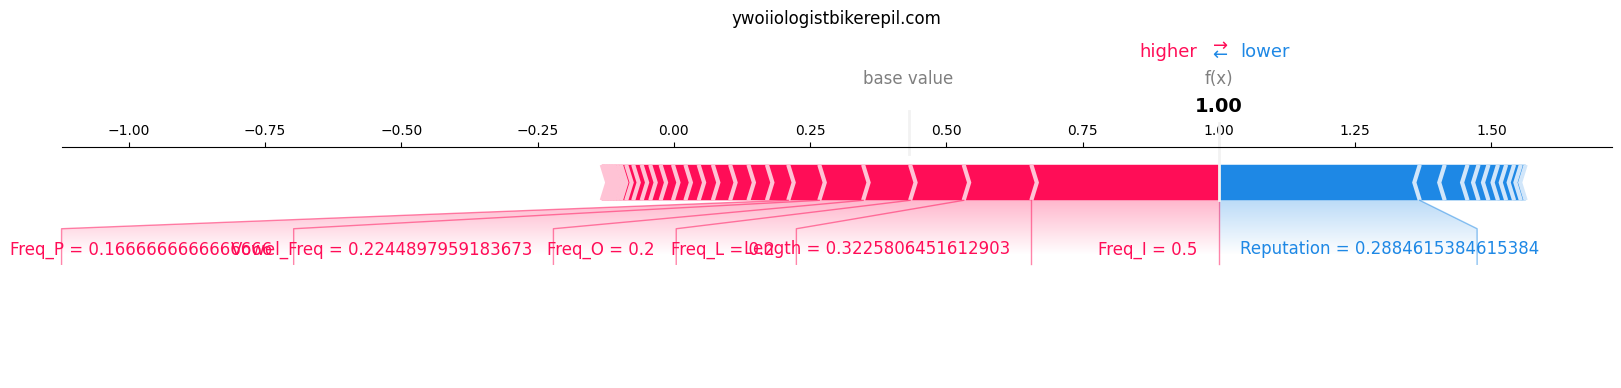 ywoiiologistbikerepil.com
higher → ← lower
base value f(x)
1.00
−1.00 −0.75 −0.50 −0.25 0.00 0.25 0.50 0.75 1.00 1.25 1.50
Freq_P = 0.16666666666666666 Vowel_Freq = 0.2244897959183673 Freq_O = 0.2 Freq_L = 0.2 Length = 0.3225806451612903 Freq_I = 0.5 Reputation = 0.2884615384615384